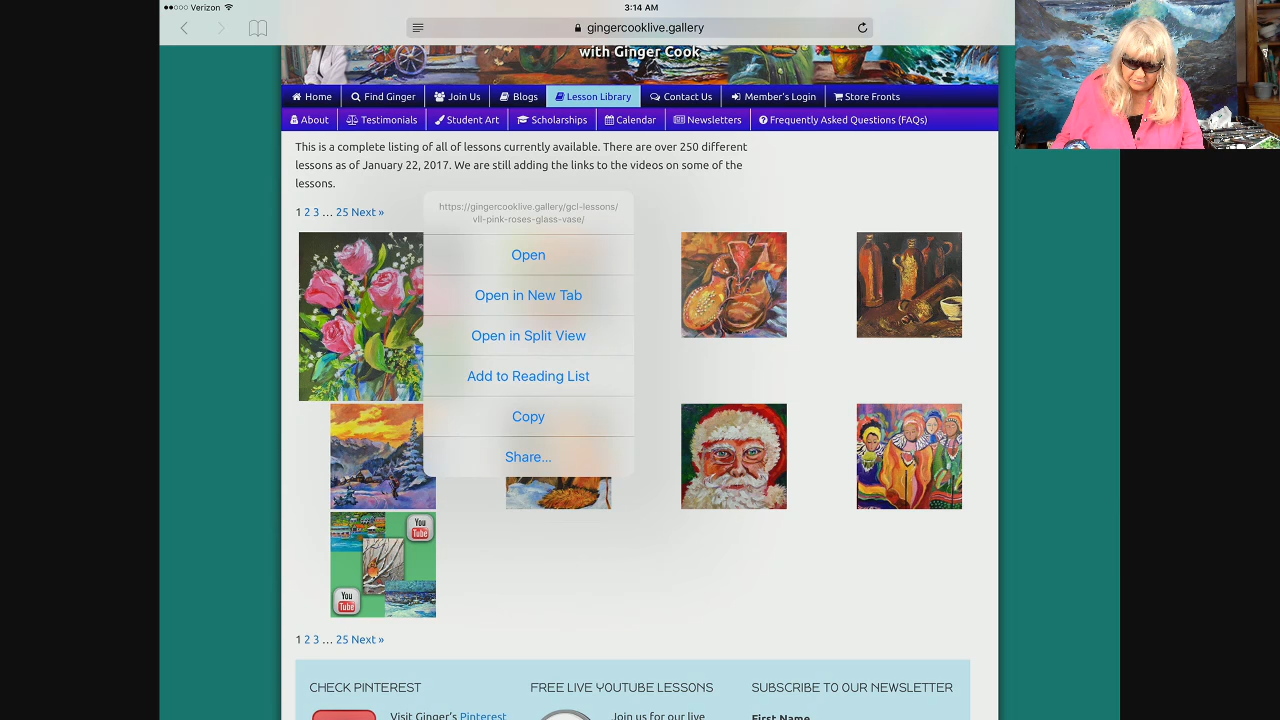 Verizon
3:14 AM
gingercooklive.gallery
with Ginger Cook
Home Find Ginger Join Us Blogs Lesson Library Contact Us Member's Login Store Fronts
About Testimonials Student Art Scholarships Calendar Newsletters Frequently Asked Questions (FAQs)
This is a complete listing of all of lessons currently available. There are over 250 different
lessons as of January 22, 2017. We are still adding the links to the videos on some of the
lessons.
1 2 3 … 25 Next »
https://gingercooklive.gallery/gcl-lessons/
vll-pink-roses-glass-vase/
Open
Open in New Tab
Open in Split View
Add to Reading List
Copy
Share...
You
Tube
You
Tube
1 2 3 … 25 Next »
CHECK PINTEREST
FREE LIVE YOUTUBE LESSONS
SUBSCRIBE TO OUR NEWSLETTER
Visit Ginger's Pinterest
Join us for our live
First Name